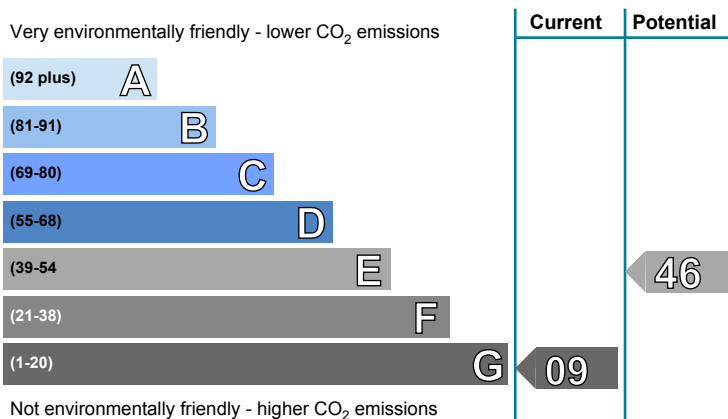 Very environmentally friendly - lower CO2 emissions Current Potential
(92 plus) A
(81-91) B
(69-80) C
(55-68) D
(39-54 E 46
(21-38) F
(1-20) G 09
Not environmentally friendly - higher CO2 emissions